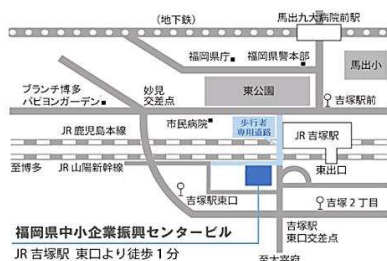 （地下鉄）
馬出九大病院前駅
福岡県庁
福岡県警本部
馬出小
ブランチ博多
パピヨンガーデン
妙見
交差点
東公園
吉塚駅前
市民病院
歩行者
専用道路
JR 鹿児島本線
JR 吉塚駅
至博多
JR 山陽新幹線
東出口
吉塚駅東口
吉塚２丁目
福岡県中小企業振興センタービル
吉塚駅
東口交差点
JR 吉塚駅 東口より徒歩 1 分
至太宰府